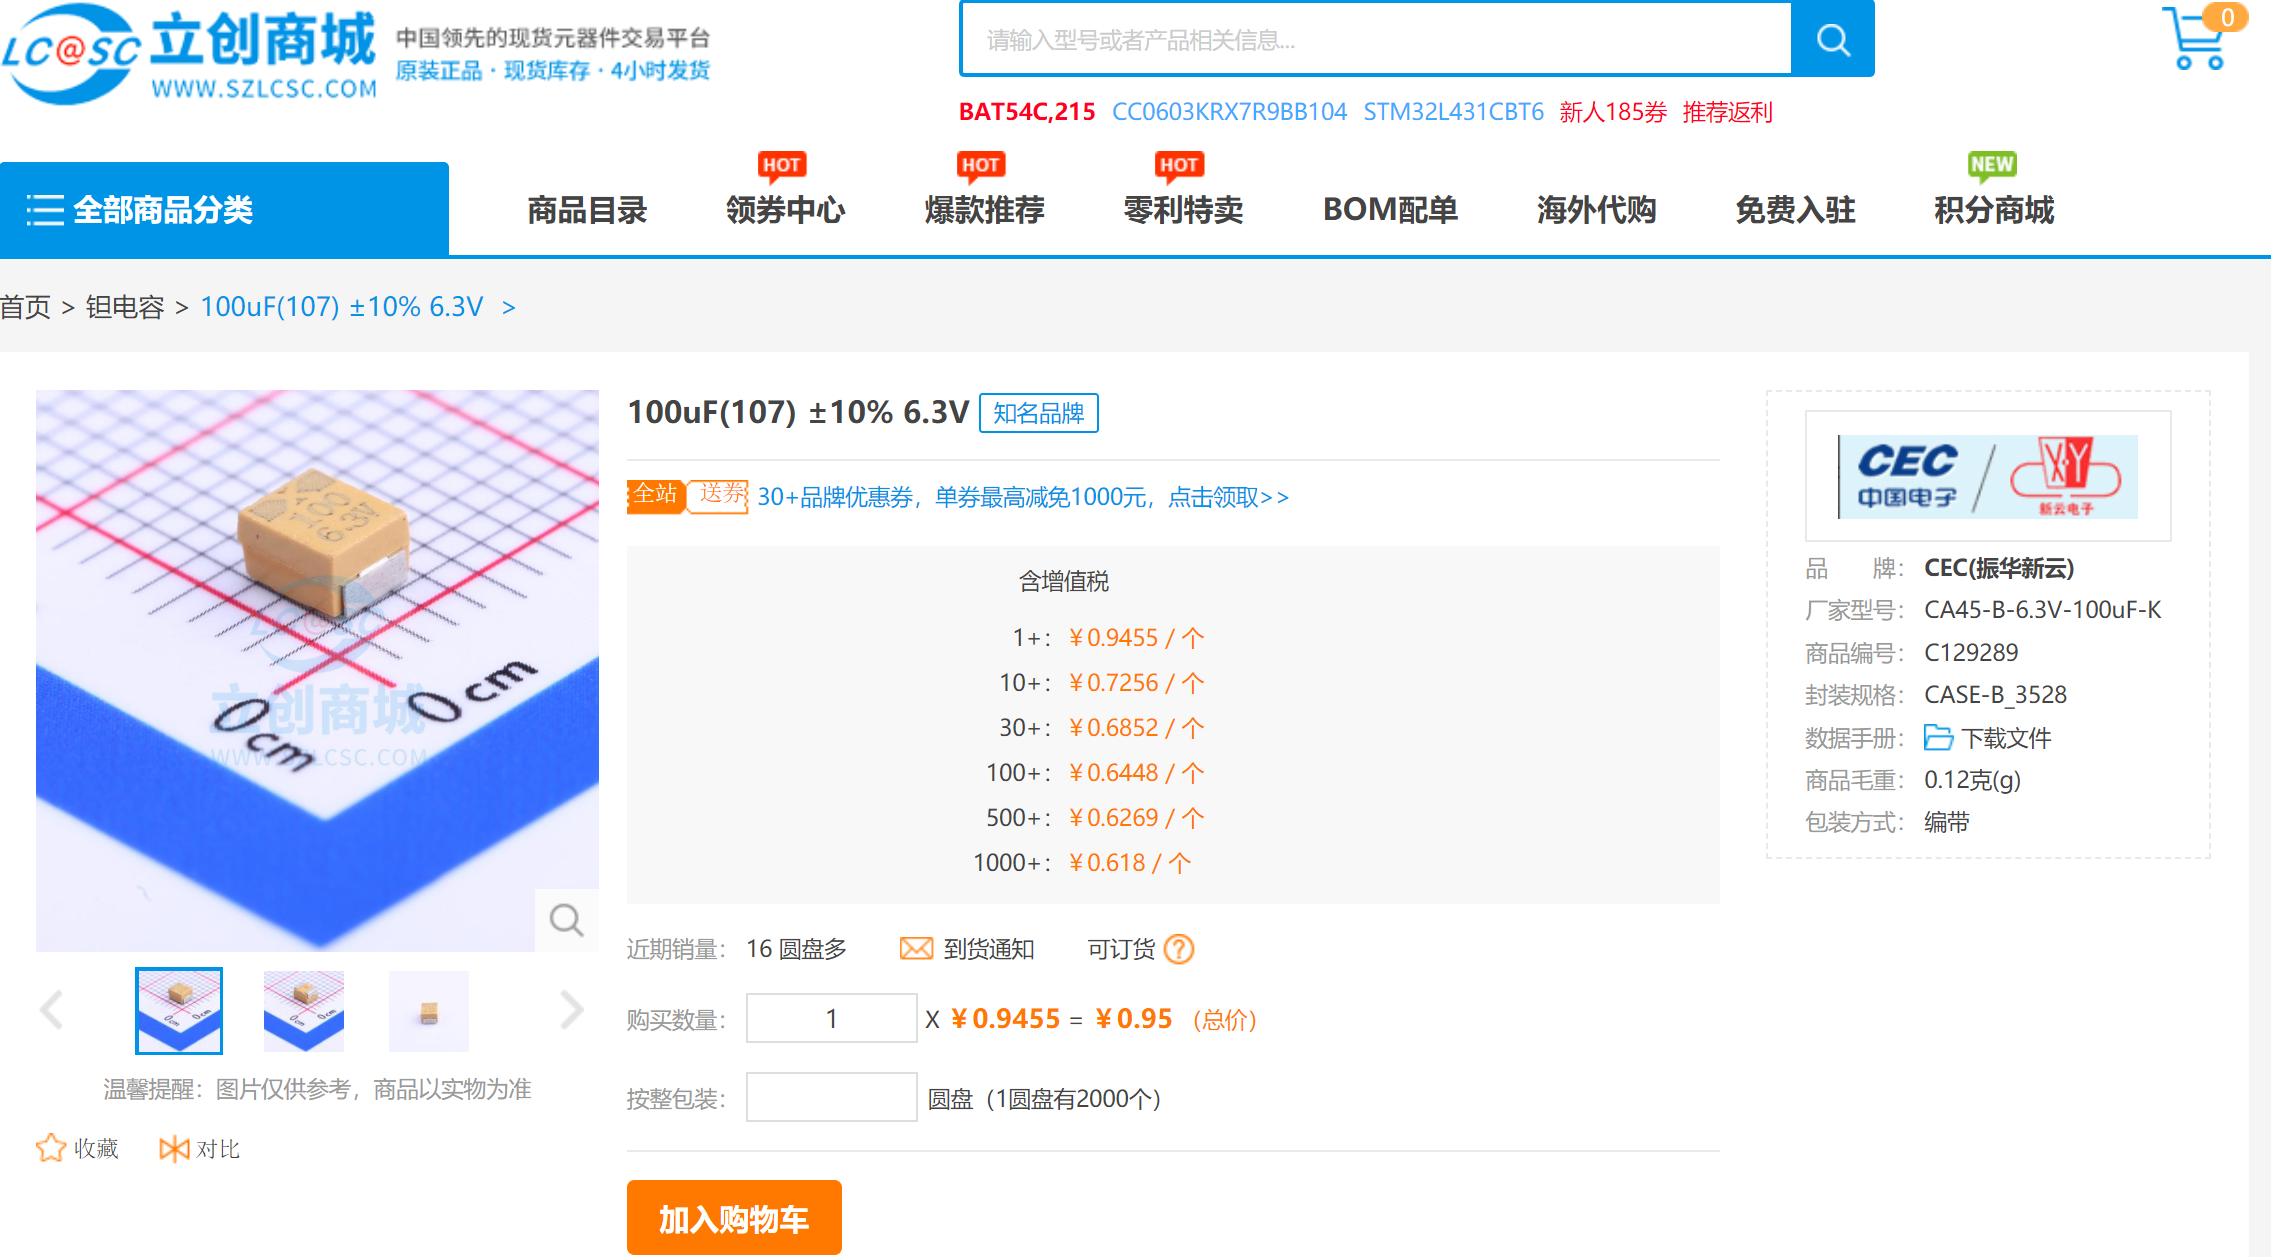 LC@SC 立创商城
WWW.SZLCSC.COM
中国领先的现货元器件交易平台
原装正品 · 现货库存 · 4小时发货
请输入型号或者产品相关信息...
0
BAT54C,215 CC0603KRX7R9BB104 STM32L431CBT6 新人185券 推荐返利
全部商品分类
商品目录
HOT
领券中心
HOT
爆款推荐
HOT
零利特卖
BOM配单
海外代购
免费入驻
NEW
积分商城
首页 > 钽电容 > 100uF(107) ±10% 6.3V >
100
6.3V
LC@SC
立创商城
WWW.SZLCSC.COM
0cm
0cm
温馨提醒：图片仅供参考，商品以实物为准
收藏
对比
100uF(107) ±10% 6.3V 知名品牌
全站 送券 30+品牌优惠券，单券最高减免1000元，点击领取>>
含增值税
1+： ￥0.9455 / 个
10+： ￥0.7256 / 个
30+： ￥0.6852 / 个
100+： ￥0.6448 / 个
500+： ￥0.6269 / 个
1000+： ￥0.618 / 个
近期销量： 16 圆盘多 到货通知 可订货 ?
购买数量： 1 X ￥0.9455 = ￥0.95 （总价）
按整包装： 圆盘（1圆盘有2000个）
加入购物车
CEC
中国电子
XY
新云电子
品 牌： CEC(振华新云)
厂家型号： CA45-B-6.3V-100uF-K
商品编号： C129289
封装规格： CASE-B_3528
数据手册： 下载文件
商品毛重： 0.12克(g)
包装方式： 编带